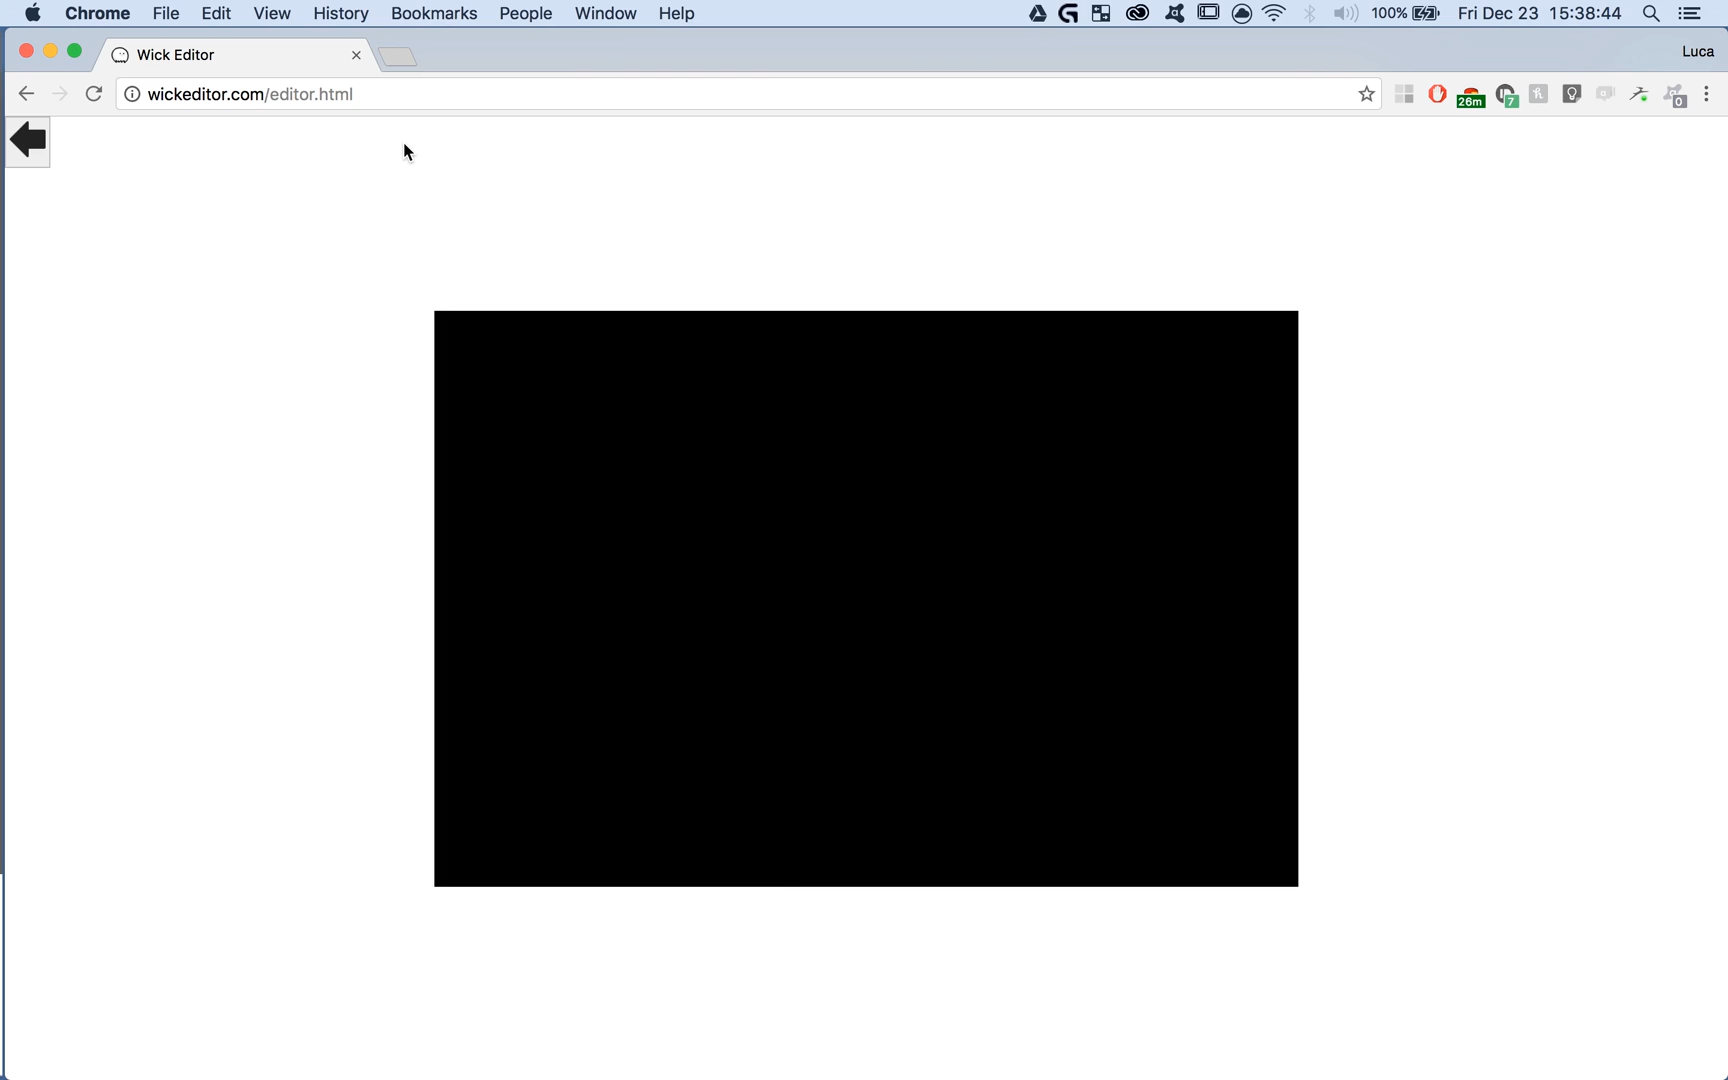 Chrome File Edit View History Bookmarks People Window Help 100% Fri Dec 23 15:38:44
Wick Editor Luca
wickeditor.com/editor.html 26m 7 0